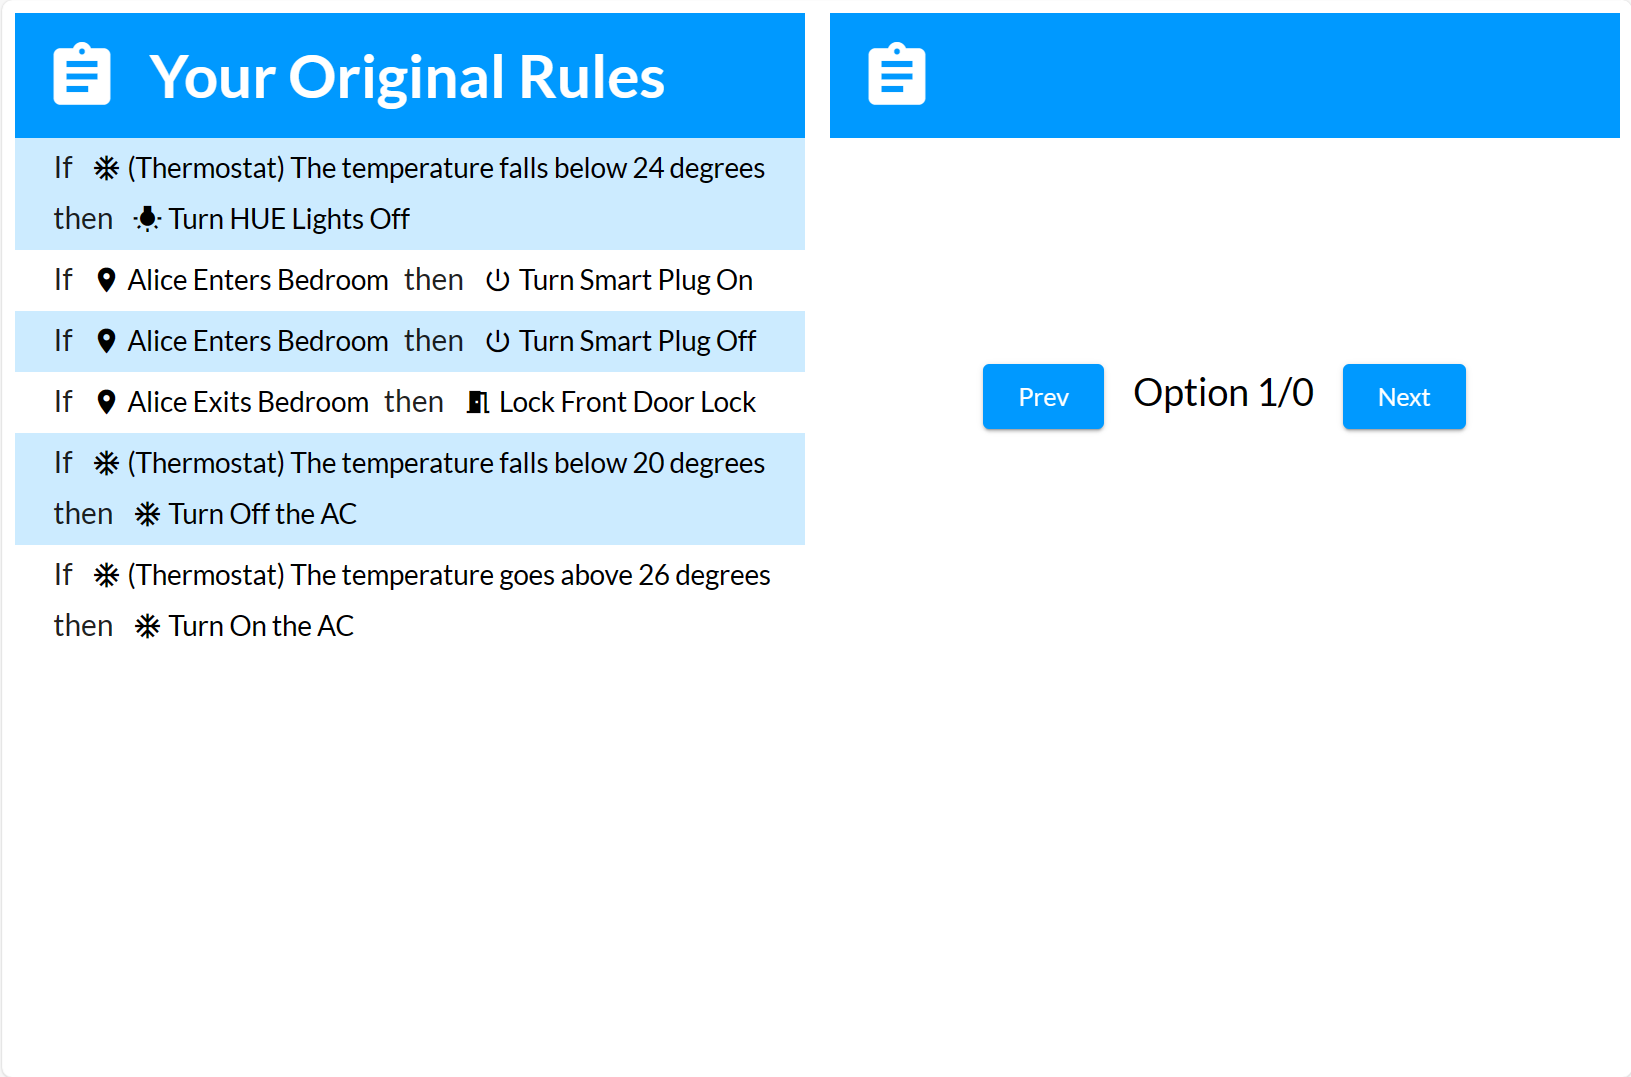 Your Original Rules
If (Thermostat) The temperature falls below 24 degrees
then Turn HUE Lights Off
If Alice Enters Bedroom then Turn Smart Plug On
If Alice Enters Bedroom then Turn Smart Plug Off
If Alice Exits Bedroom then Lock Front Door Lock
If (Thermostat) The temperature falls below 20 degrees
then Turn Off the AC
If (Thermostat) The temperature goes above 26 degrees
then Turn On the AC
Prev Option 1/0 Next